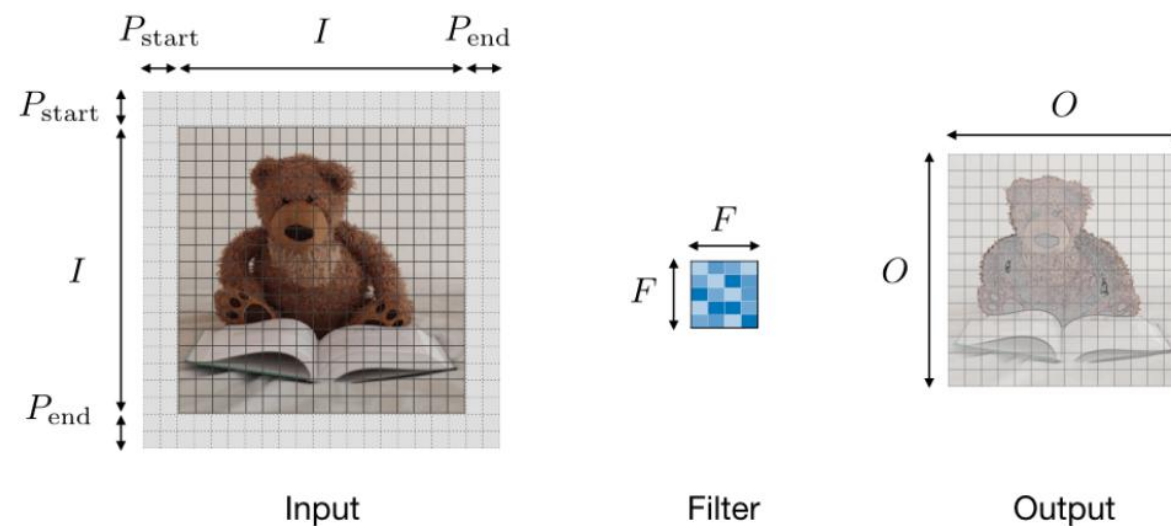 P_start I P_end
P_start
I
P_end
F
F
O
O
Input Filter Output